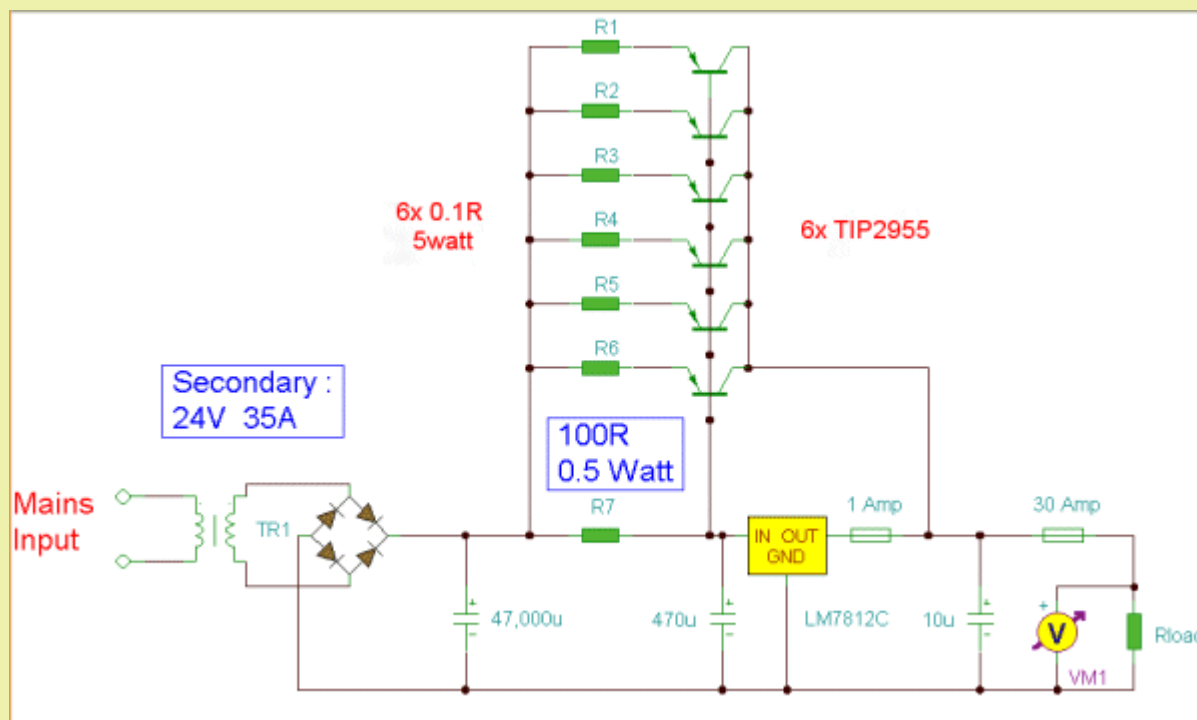 R1
R2
R3
R4
R5
R6
6x 0.1R
5watt
6x TIP2955
Secondary :
24V 35A
100R
0.5 Watt
Mains
Input
TR1
R7
IN OUT
GND
1 Amp
30 Amp
+
-
47,000u
+
-
470u
LM7812C
+
-
10u
+
V
VM1
Rload